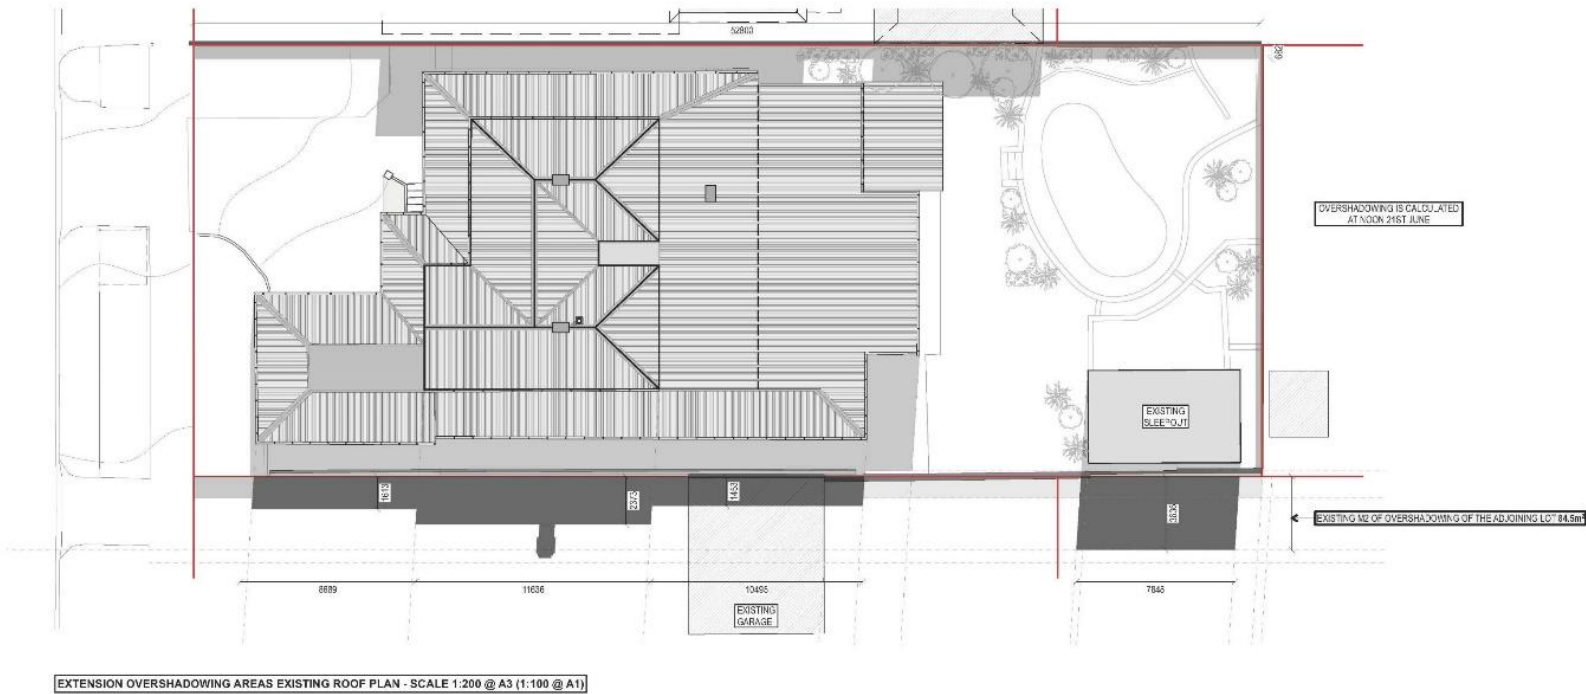 52800
682
OVERSHADOWING IS CALCULATED
AT NOON 21ST JUNE
EXISTING
SLEEPOUT
1613
2373
1453
EXISTING M2 OF OVERSHADOWING OF THE ADJOINING LOT 84.5m²
8689
11636
10495
7845
EXISTING
GARAGE
EXTENSION OVERSHADOWING AREAS EXISTING ROOF PLAN - SCALE 1:200 @ A3 (1:100 @ A1)